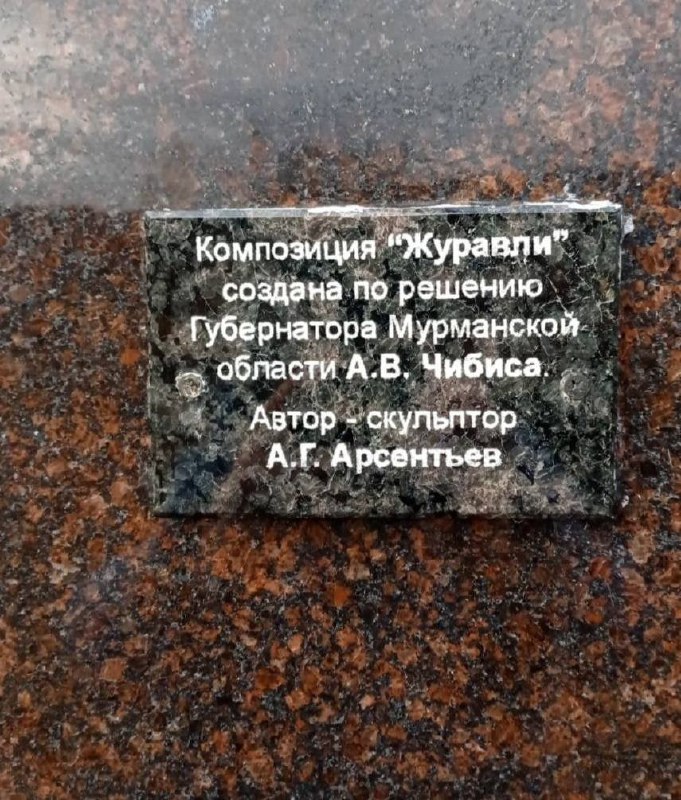 Композиция "Журавли"
создана по решению
Губернатора Мурманской
области А.В. Чибиса.
Автор - скульптор
А.Г. Арсентьев